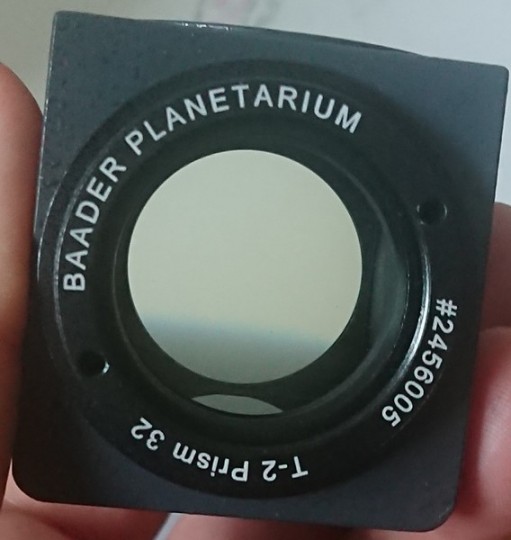 BAADER PLANETARIUM
#2456005
T-2 Prism 32